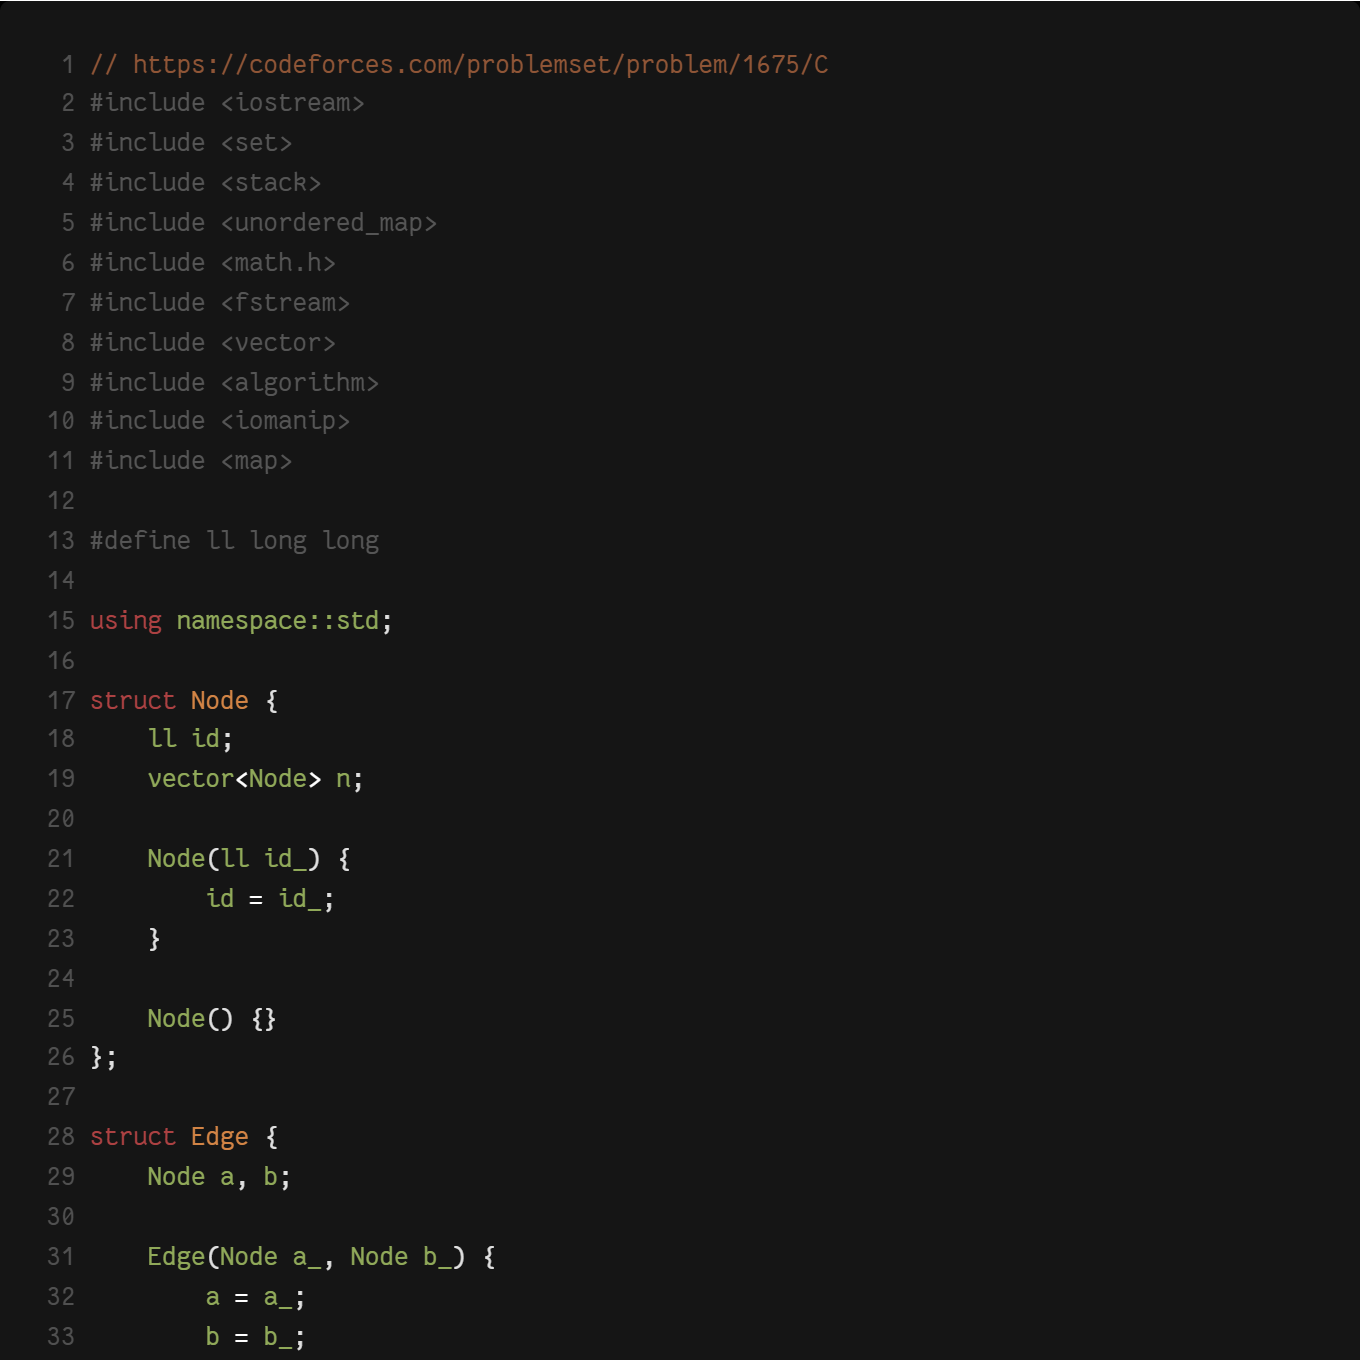 1 // https://codeforces.com/problemset/problem/1675/C
2 #include <iostream>
3 #include <set>
4 #include <stack>
5 #include <unordered_map>
6 #include <math.h>
7 #include <fstream>
8 #include <vector>
9 #include <algorithm>
10 #include <iomanip>
11 #include <map>
12
13 #define ll long long
14
15 using namespace::std;
16
17 struct Node {
18     ll id;
19     vector<Node> n;
20
21     Node(ll id_) {
22         id = id_;
23     }
24
25     Node() {}
26 };
27
28 struct Edge {
29     Node a, b;
30
31     Edge(Node a_, Node b_) {
32         a = a_;
33         b = b_;